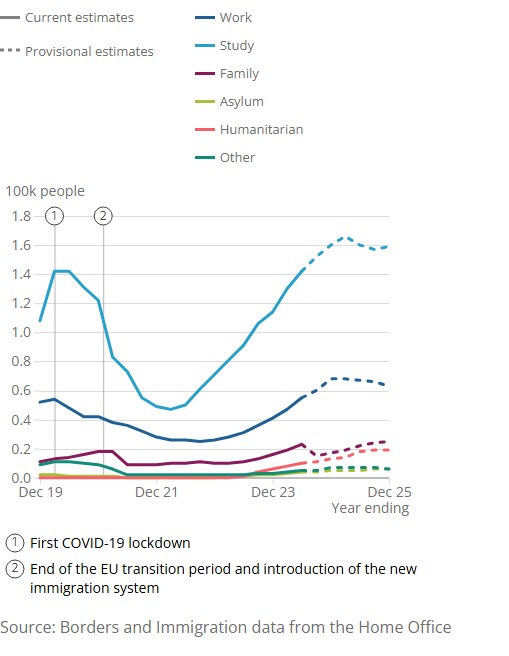 Current estimates
Provisional estimates
Work
Study
Family
Asylum
Humanitarian
Other
100k people
1.8
1.6
1.4
1.2
1.0
0.8
0.6
0.4
0.2
0.0
1
2
Dec 19
Dec 21
Dec 23
Dec 25
Year ending
1 First COVID-19 lockdown
2 End of the EU transition period and introduction of the new
immigration system
Source: Borders and Immigration data from the Home Office